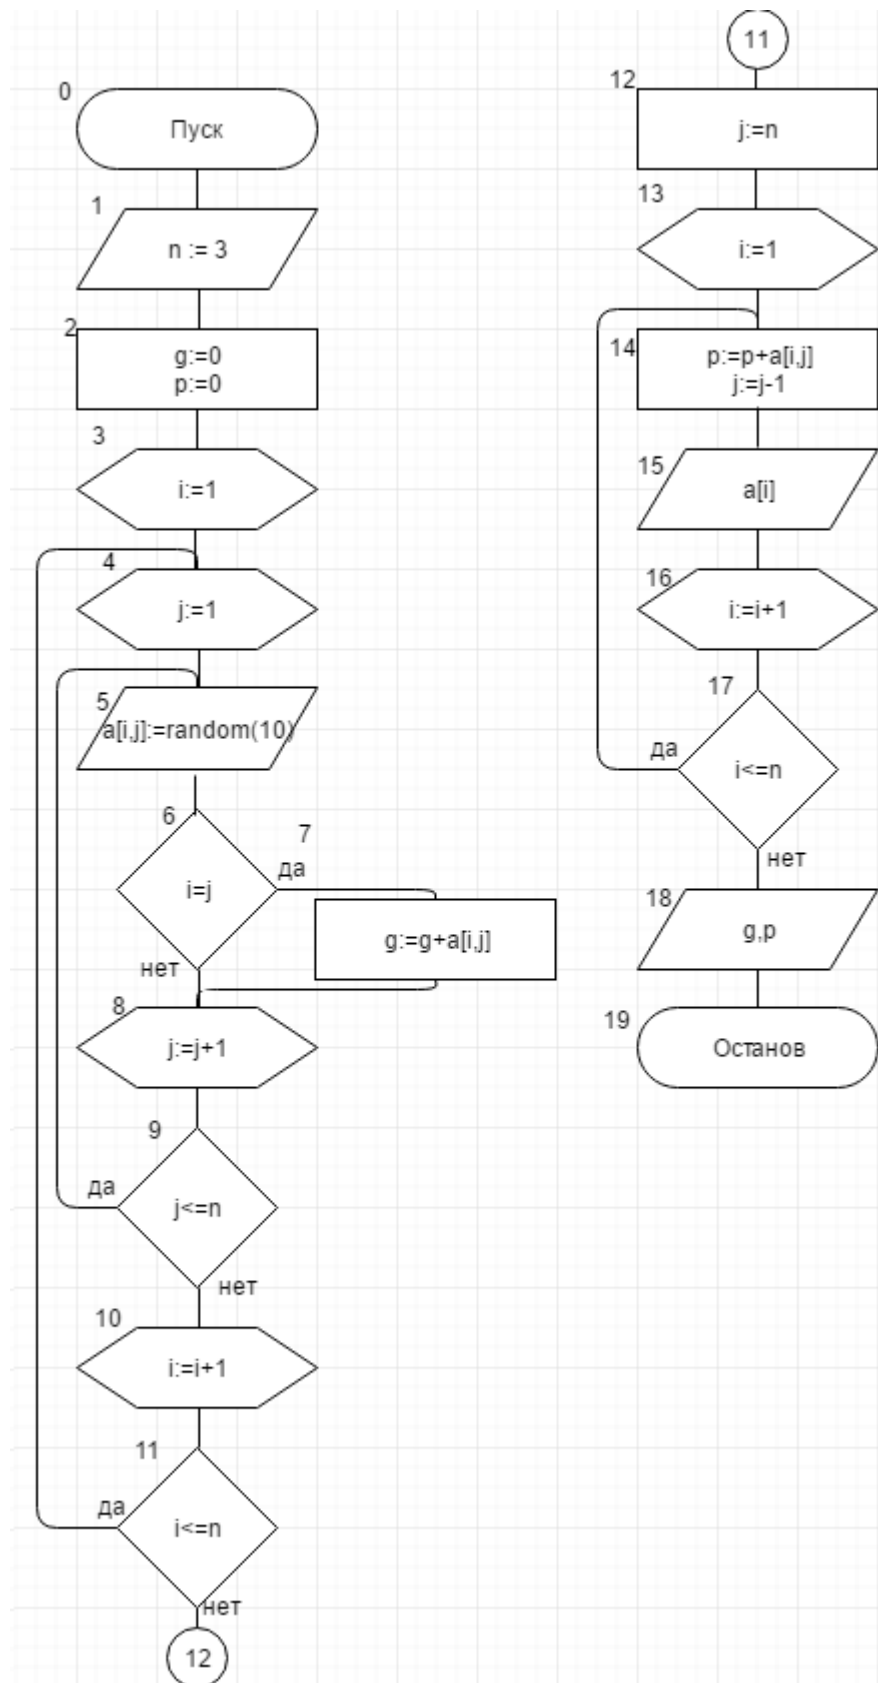 0
Пуск
1
n := 3
2
g:=0
p:=0
3
i:=1
4
j:=1
5
a[i,j]:=random(10)
6
i=j
7
да
g:=g+a[i,j]
нет
8
j:=j+1
9
да
j<=n
нет
10
i:=i+1
11
да
i<=n
нет
12
11
12
j:=n
13
i:=1
14
p:=p+a[i,j]
j:=j-1
15
a[i]
16
i:=i+1
17
да
i<=n
нет
18
g,p
19
Останов